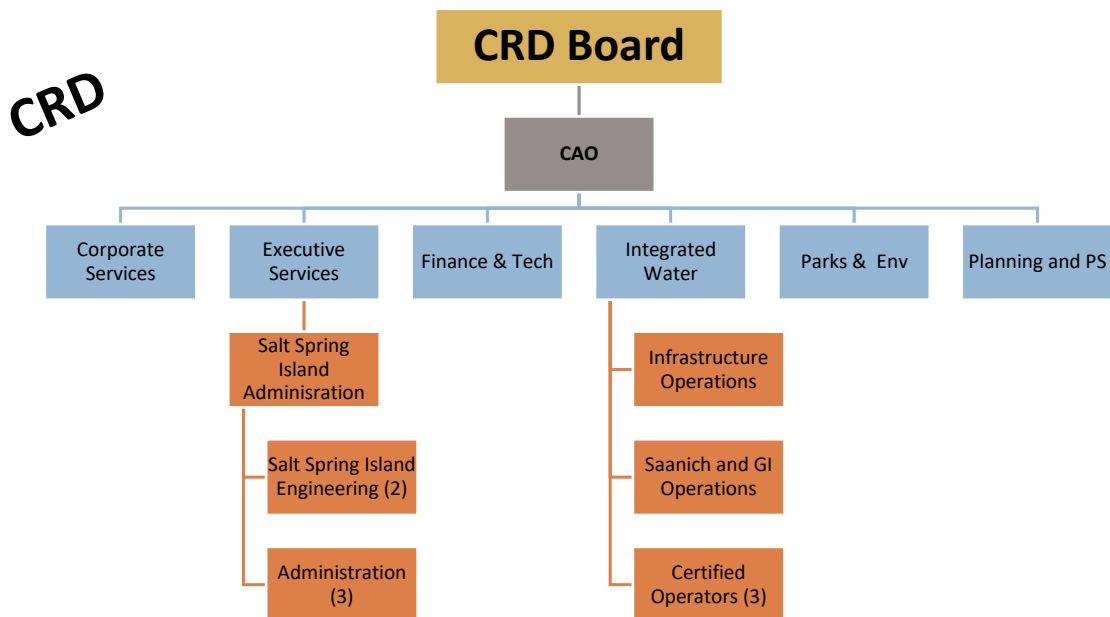 CRD Board
CRD
CAO
Corporate
Services
Executive
Services
Finance & Tech
Integrated
Water
Parks & Env
Planning and PS
Salt Spring
Island
Adminisration
Salt Spring Island
Engineering (2)
Administration
(3)
Infrastructure
Operations
Saanich and GI
Operations
Certified
Operators (3)